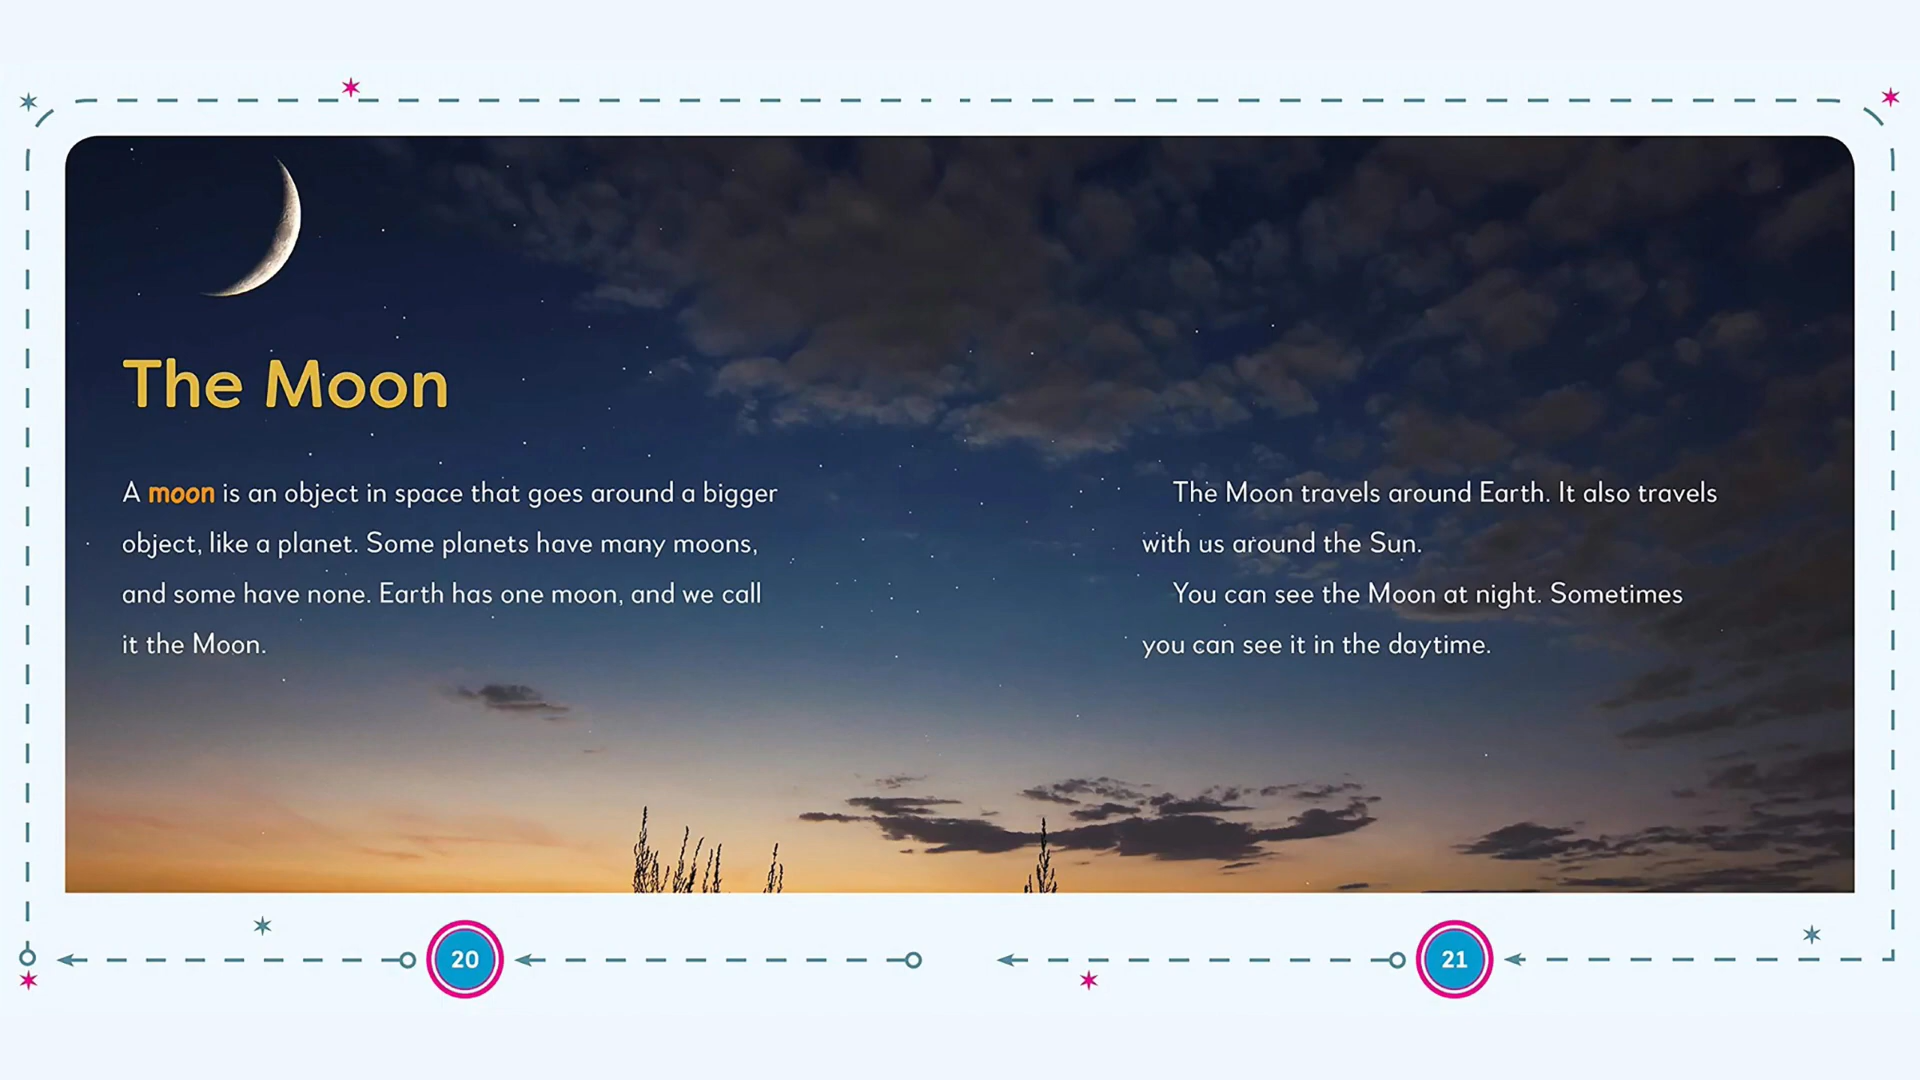 The Moon
A moon is an object in space that goes around a bigger
object, like a planet. Some planets have many moons,
and some have none. Earth has one moon, and we call
it the Moon.
The Moon travels around Earth. It also travels
with us around the Sun.
You can see the Moon at night. Sometimes
you can see it in the daytime.
20
21